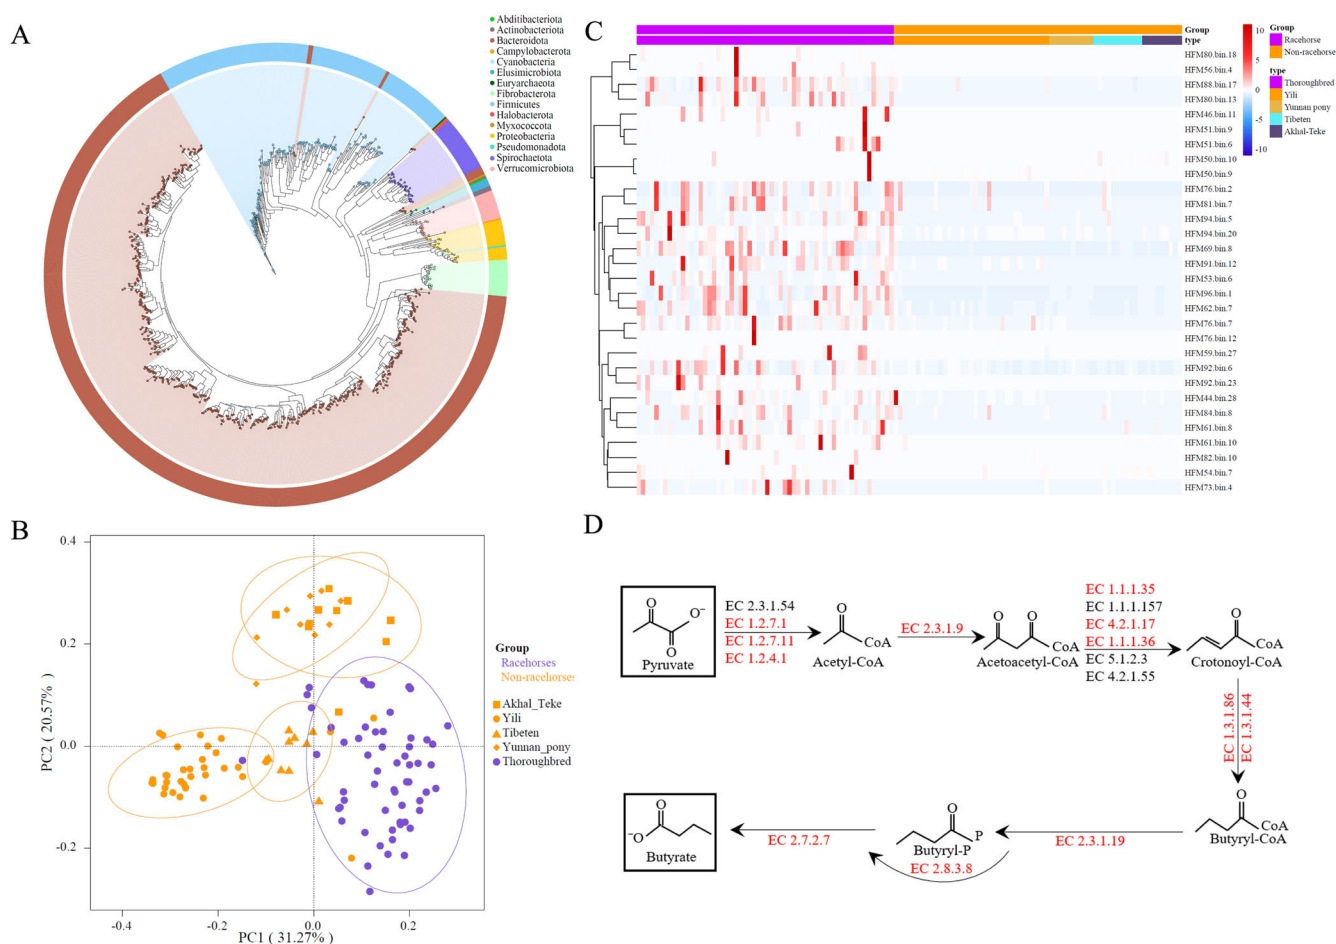 A
Abditibacteriota
Actinobacteriota
Bacteroidota
Campylobacterota
Cyanobacteria
Elusimicrobiota
Euryarchaeota
Fibrobacterota
Firmicutes
Halobacterota
Myxococcota
Proteobacteria
Pseudomonadota
Spirochaetota
Verrucomicrobiota
C
Group
type
HFM80.bin.18
HFM56.bin.4
HFM88.bin.17
HFM80.bin.13
HFM46.bin.11
HFM51.bin.9
HFM51.bin.6
HFM50.bin.10
HFM50.bin.9
HFM76.bin.2
HFM81.bin.7
HFM94.bin.5
HFM94.bin.20
HFM69.bin.8
HFM91.bin.12
HFM53.bin.6
HFM96.bin.1
HFM62.bin.7
HFM76.bin.7
HFM76.bin.12
HFM59.bin.27
HFM92.bin.6
HFM92.bin.23
HFM44.bin.28
HFM84.bin.8
HFM61.bin.8
HFM61.bin.10
HFM82.bin.10
HFM54.bin.7
HFM73.bin.4
10
5
0
-5
-10
Group
Racehorse
Non-racehorse
type
Thoroughbred
Yili
Yunnan pony
Tibeten
Akhal-Teke
B
PC2 ( 20.57% )
0.4
0.2
0.0
-0.2
-0.4
-0.2
0.0
0.2
PC1 ( 31.27% )
Group
Racehorses
Non-racehorses
Akhal_Teke
Yili
Tibeten
Yunnan_pony
Thoroughbred
D
O
O⁻
O
Pyruvate
EC 2.3.1.54
EC 1.2.7.1
EC 1.2.7.11
EC 1.2.4.1
O
CoA
Acetyl-CoA
EC 2.3.1.9
O O
CoA
Acetoacetyl-CoA
EC 1.1.1.35
EC 1.1.1.157
EC 4.2.1.17
EC 1.1.1.36
EC 5.1.2.3
EC 4.2.1.55
O
CoA
Crotonoyl-CoA
EC 1.3.1.86
EC 1.3.1.44
O
CoA
Butyryl-CoA
EC 2.3.1.19
O
P
Butyryl-P
EC 2.8.3.8
EC 2.7.2.7
O
⁻O
Butyrate